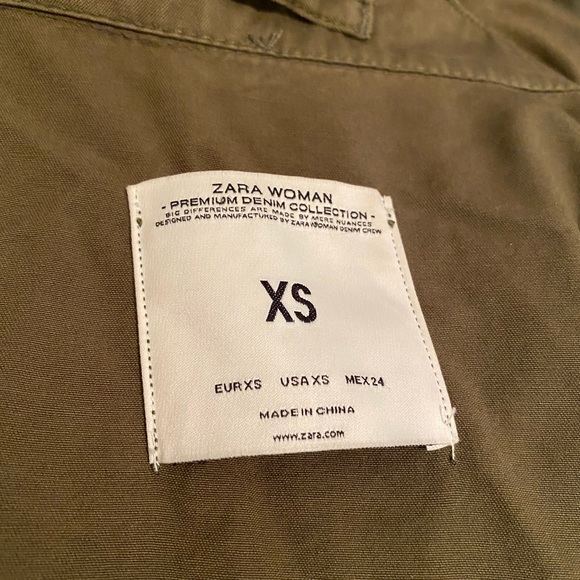 ZARA WOMAN
- PREMIUM DENIM COLLECTION -
BIG DIFFERENCES ARE MADE BY MERE NUANCES
DESIGNED AND MANUFACTURED BY ZARA WOMAN DENIM CREW
XS
EUR XS USA XS MEX 24
MADE IN CHINA
www.zara.com